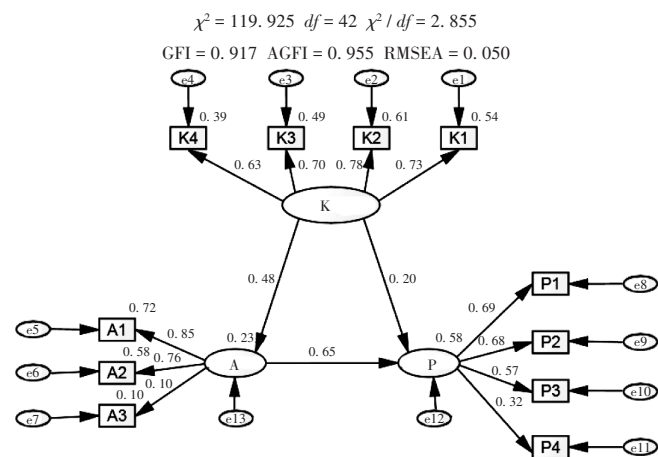 χ² = 119. 925 df = 42 χ² / df = 2. 855
GFI = 0. 917 AGFI = 0. 955 RMSEA = 0. 050
e4 e3 e2 e1
0. 39 0. 49 0. 61 0. 54
K4 K3 K2 K1
0. 63 0. 70 0. 78 0. 73
K
0. 48 0. 20
P1 e8
0. 72 0. 69
e5 A1 0. 85 0. 23 0. 58 0. 68 P2 e9
0. 58 0. 76 A 0. 65 P 0. 57
e6 A2
0. 10 0. 10 0. 32 P3 e10
e7 A3 e13 e12
P4 e11